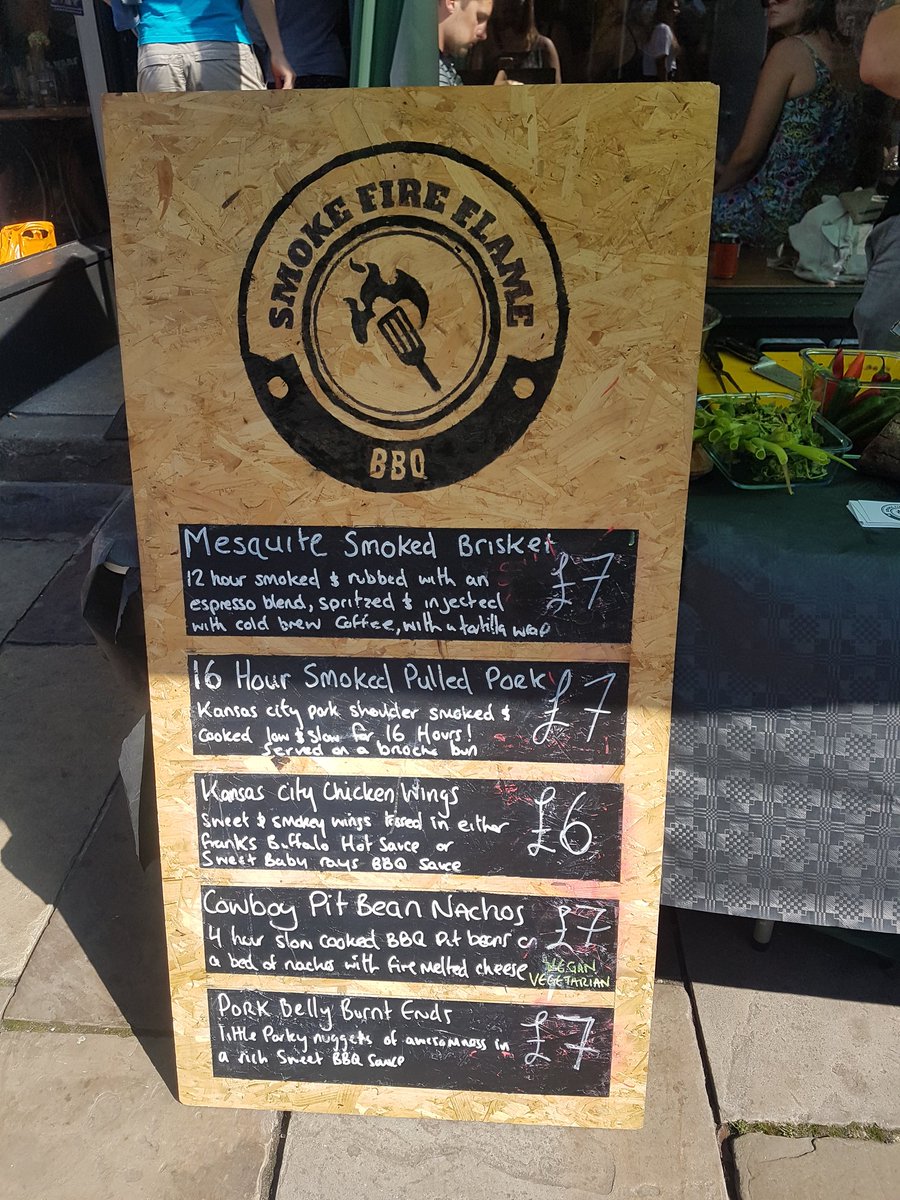 SMOKE FIRE FLAME
BBQ
Mesquite Smoked Brisket
£7
12 hour smoked & rubbed with an
espresso blend, spritzed & injected
with cold brew coffee, with a tortilla wrap
16 Hour Smoked Pulled Pork
£7
Kansas city pork shoulder smoked &
cooked low & slow for 16 Hours!
served on a brioche bun
Kansas City Chicken Wings
£6
Sweet & smokey wings tossed in either
franks Buffalo Hot Sauce or
Sweet Baby rays BBQ Sauce
Cowboy Pit Bean Nachos
£7
4 hour slow cooked BBQ Pit beans on
a bed of nachos with fire melted cheese
VEGAN
VEGETARIAN
Pork Belly Burnt Ends
£7
little Porkey nuggets of awesomness in
a rich Sweet BBQ Sauce